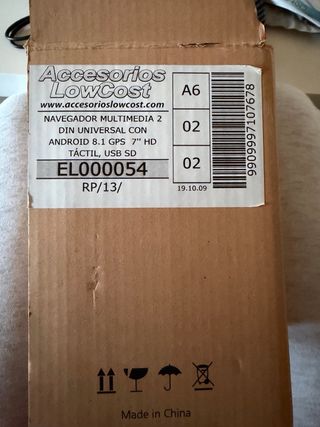 Accesorios
LowCost
www.accesorioslowcost.com
NAVEGADOR MULTIMEDIA 2
DIN UNIVERSAL CON
ANDROID 8.1 GPS 7" HD
TÁCTIL, USB SD
EL000054
RP/13/
A6
02
02
19.10.09
9909997107678
Made in China